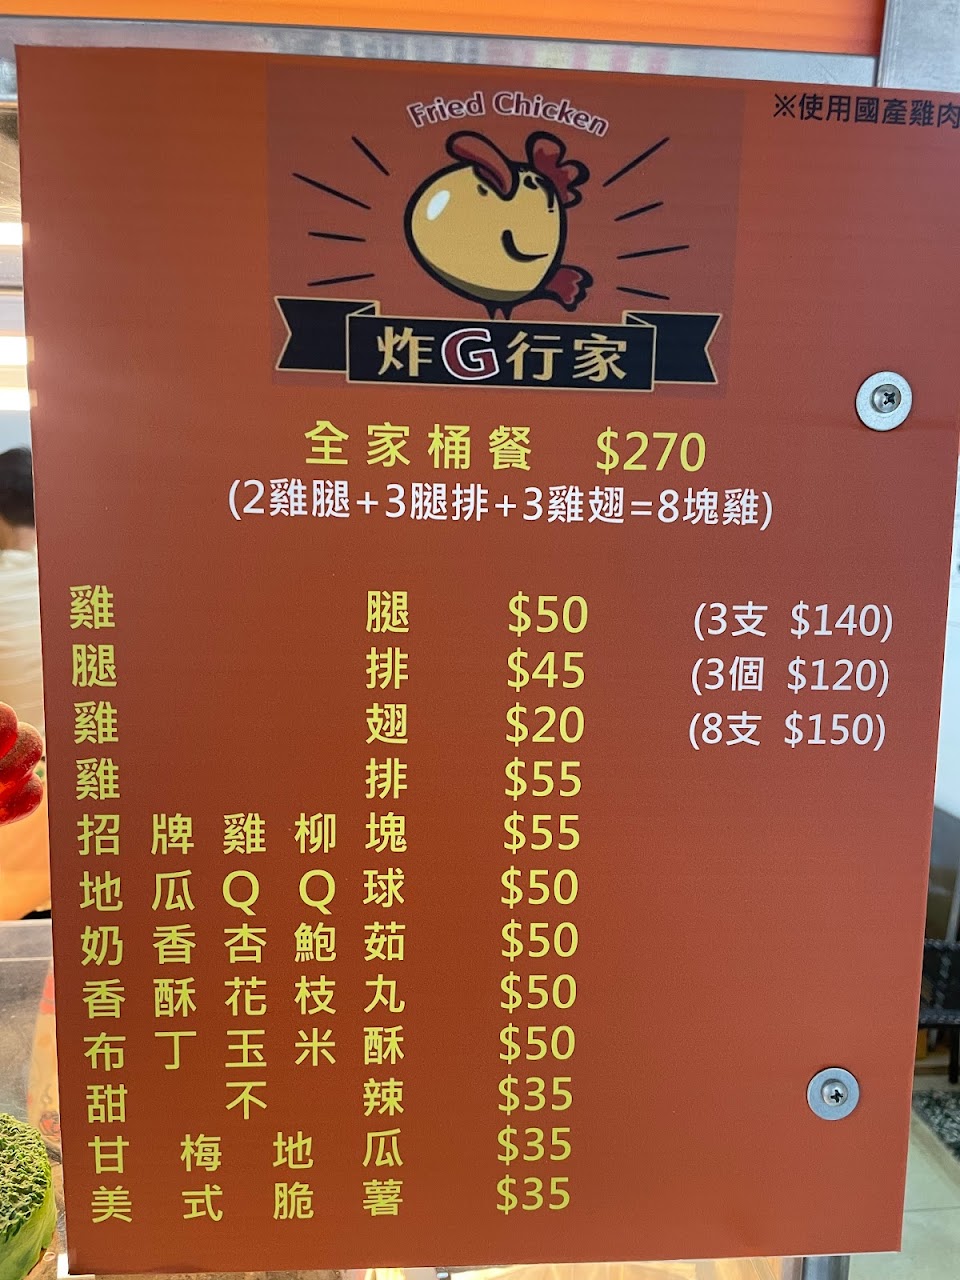 ※使用國產雞肉
Fried Chicken
炸G行家
全家桶餐 $270
(2雞腿+3腿排+3雞翅=8塊雞)
雞腿 $50 (3支 $140)
腿排 $45 (3個 $120)
雞翅 $20 (8支 $150)
雞排 $55
招牌雞柳塊 $55
地瓜QQ球 $50
奶香杏鮑茹 $50
香酥花枝丸 $50
布丁玉米酥 $50
甜不辣 $35
甘梅地瓜 $35
美式脆薯 $35